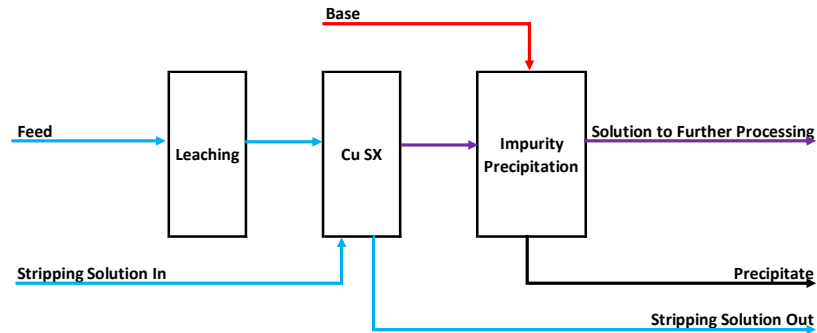 Base
Feed
Leaching
Cu SX
Impurity
Precipitation
Solution to Further Processing
Stripping Solution In
Precipitate
Stripping Solution Out